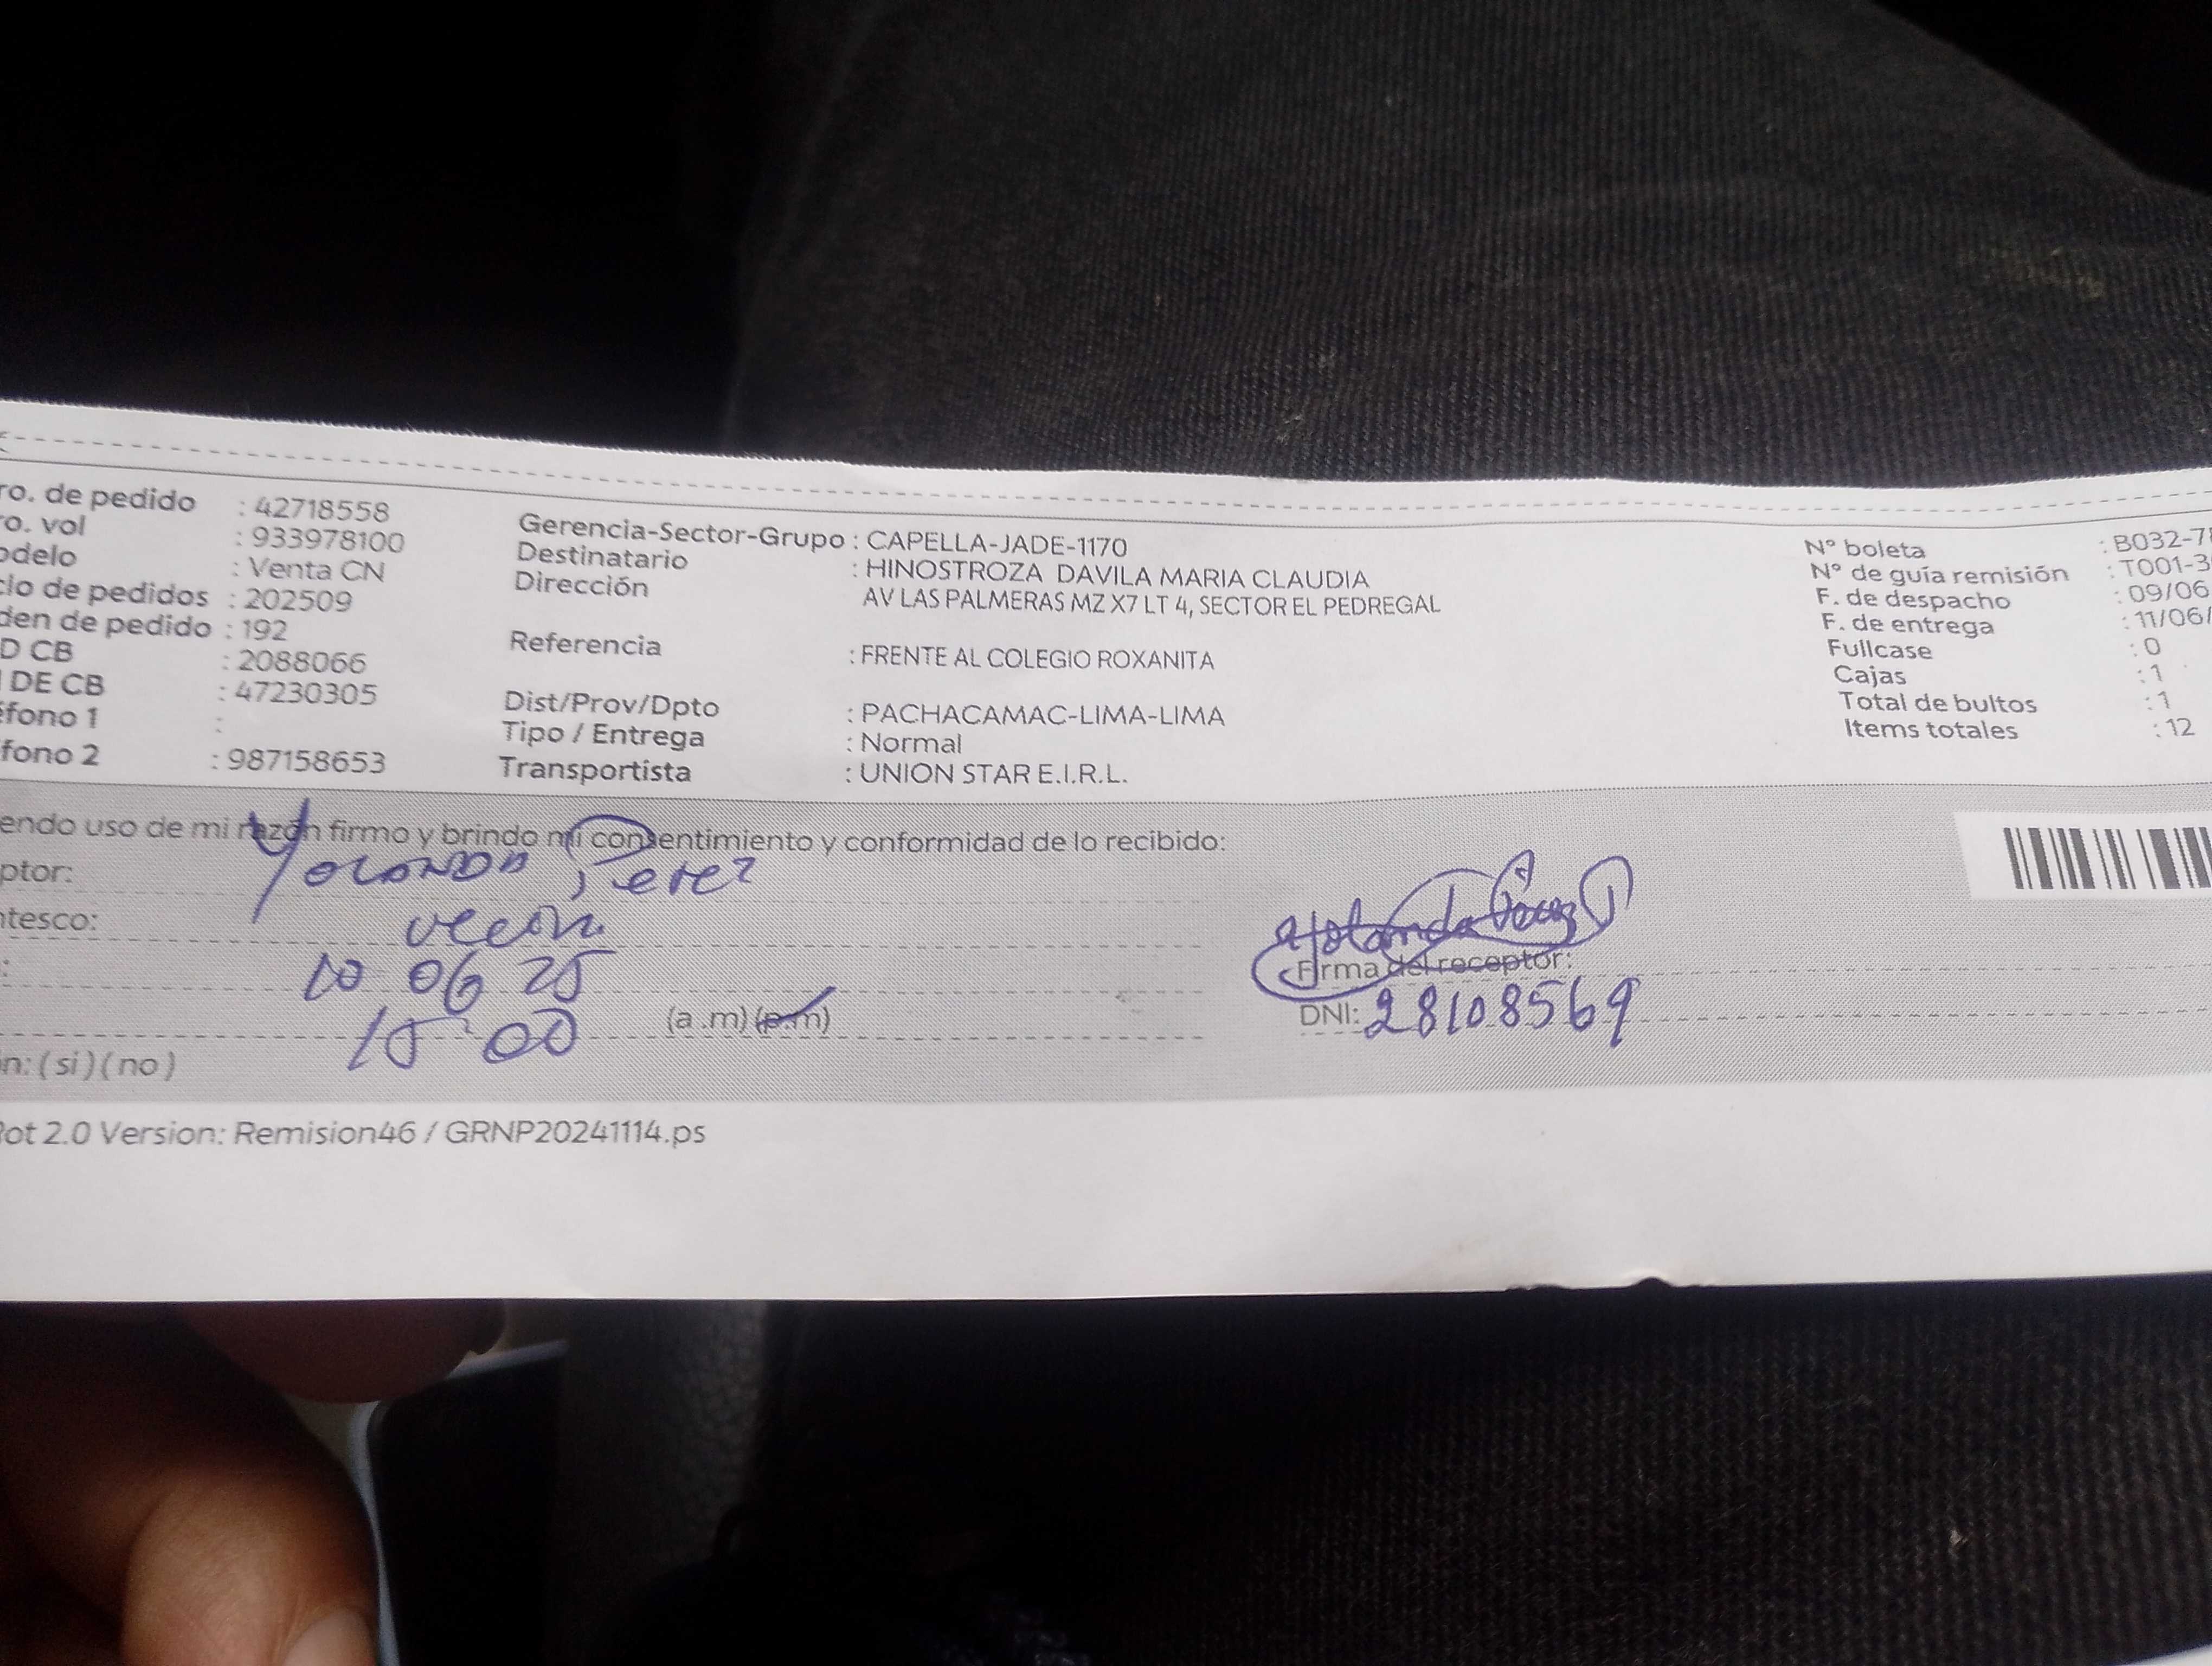 ro. de pedido : 42718558
ro. vol : 933978100
odelo : Venta CN
clo de pedidos : 202509
den de pedido : 192
D CB : 2088066
DE CB : 47230305
éfono 1 :
fono 2 : 987158653
Gerencia-Sector-Grupo : CAPELLA-JADE-1170
Destinatario : HINOSTROZA DAVILA MARIA CLAUDIA
Dirección AV LAS PALMERAS MZ X7 LT 4, SECTOR EL PEDREGAL
Referencia : FRENTE AL COLEGIO ROXANITA
Dist/Prov/Dpto : PACHACAMAC-LIMA-LIMA
Tipo / Entrega : Normal
Transportista : UNION STAR E.I.R.L.
N° boleta : B032-7
N° de guía remisión : T001-3
F. de despacho : 09/06
F. de entrega : 11/06/
Fullcase : 0
Cajas : 1
Total de bultos : 1
Items totales : 12
endo uso de mi razón firmo y brindo mi consentimiento y conformidad de lo recibido:
ptor: Yolanda Perez
ntesco:
: 10 06 25
15:00 (a .m) (p.m)
n: ( si ) ( no )
Yolanda Perez
Firma del receptor:
DNI: 28108569
ot 2.0 Version: Remision46 / GRNP20241114.ps